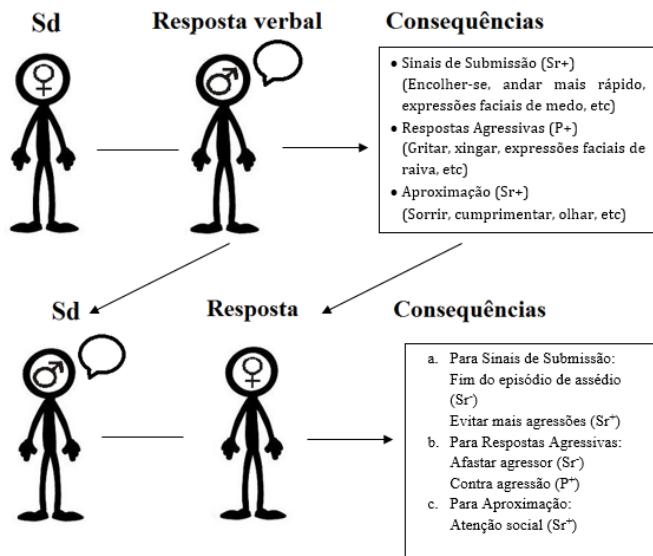 Sd Resposta verbal Consequências
• Sinais de Submissão (Sr+)
(Encolher-se, andar mais rápido,
expressões faciais de medo, etc)
• Respostas Agressivas (P+)
(Gritar, xingar, expressões faciais de
raiva, etc)
• Aproximação (Sr+)
(Sorrir, cumprimentar, olhar, etc)
Sd Resposta Consequências
a. Para Sinais de Submissão:
Fim do episódio de assédio
(Sr⁻)
Evitar mais agressões (Sr⁺)
b. Para Respostas Agressivas:
Afastar agressor (Sr⁻)
Contra agressão (P⁺)
c. Para Aproximação:
Atenção social (Sr⁺)